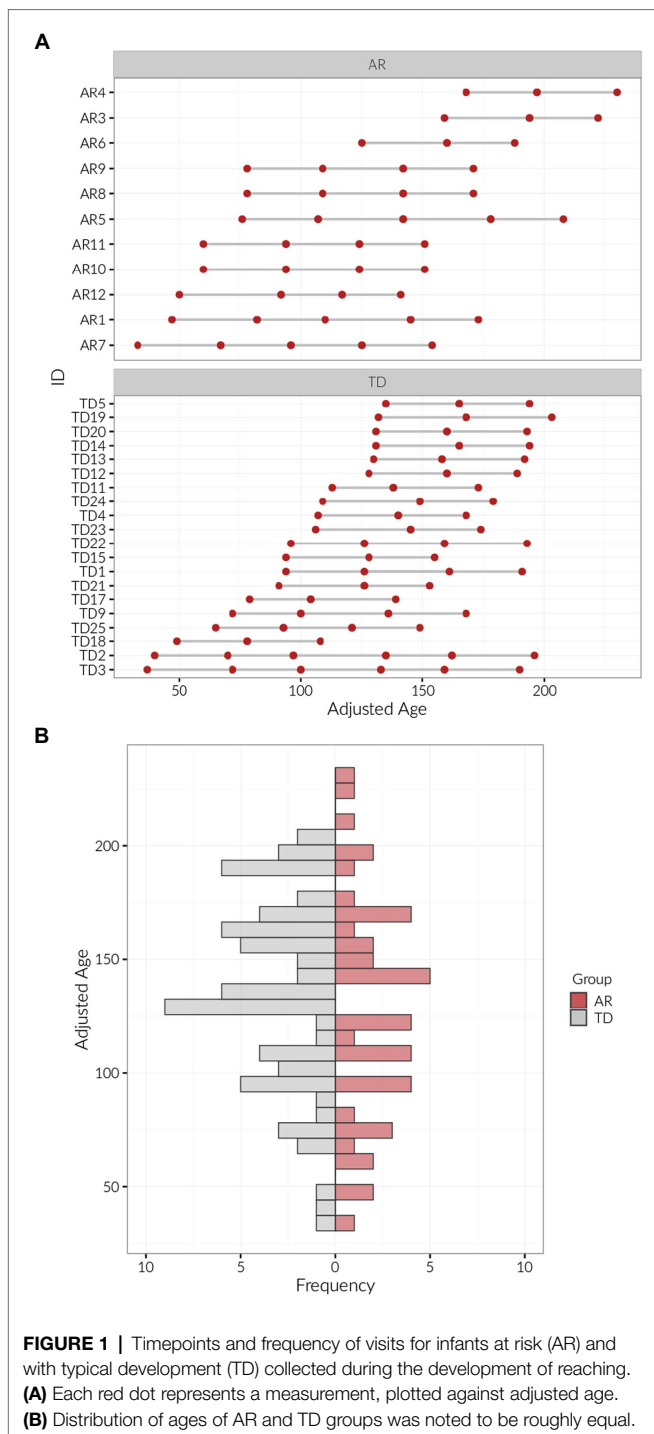 A
AR
AR4
AR3
AR6
AR9
AR8
AR5
AR11
AR10
AR12
AR1
AR7
ID
TD
TD5
TD19
TD20
TD14
TD13
TD12
TD11
TD24
TD4
TD23
TD22
TD15
TD1
TD21
TD17
TD9
TD25
TD18
TD2
TD3
50 100 150 200
Adjusted Age
B
200
150
100
50
Adjusted Age
10 5 0 5 10
Frequency
Group
AR
TD
FIGURE 1 | Timepoints and frequency of visits for infants at risk (AR) and
with typical development (TD) collected during the development of reaching.
(A) Each red dot represents a measurement, plotted against adjusted age.
(B) Distribution of ages of AR and TD groups was noted to be roughly equal.